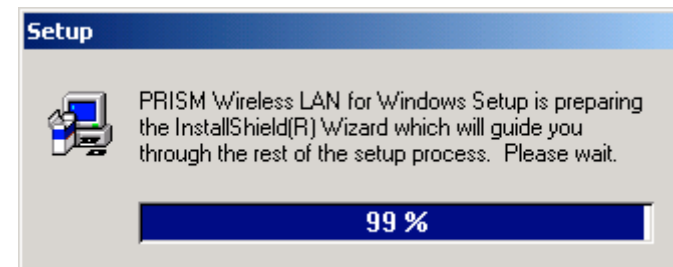 Setup
PRISM Wireless LAN for Windows Setup is preparing
the InstallShield(R) Wizard which will guide you
through the rest of the setup process.  Please wait.
99 %